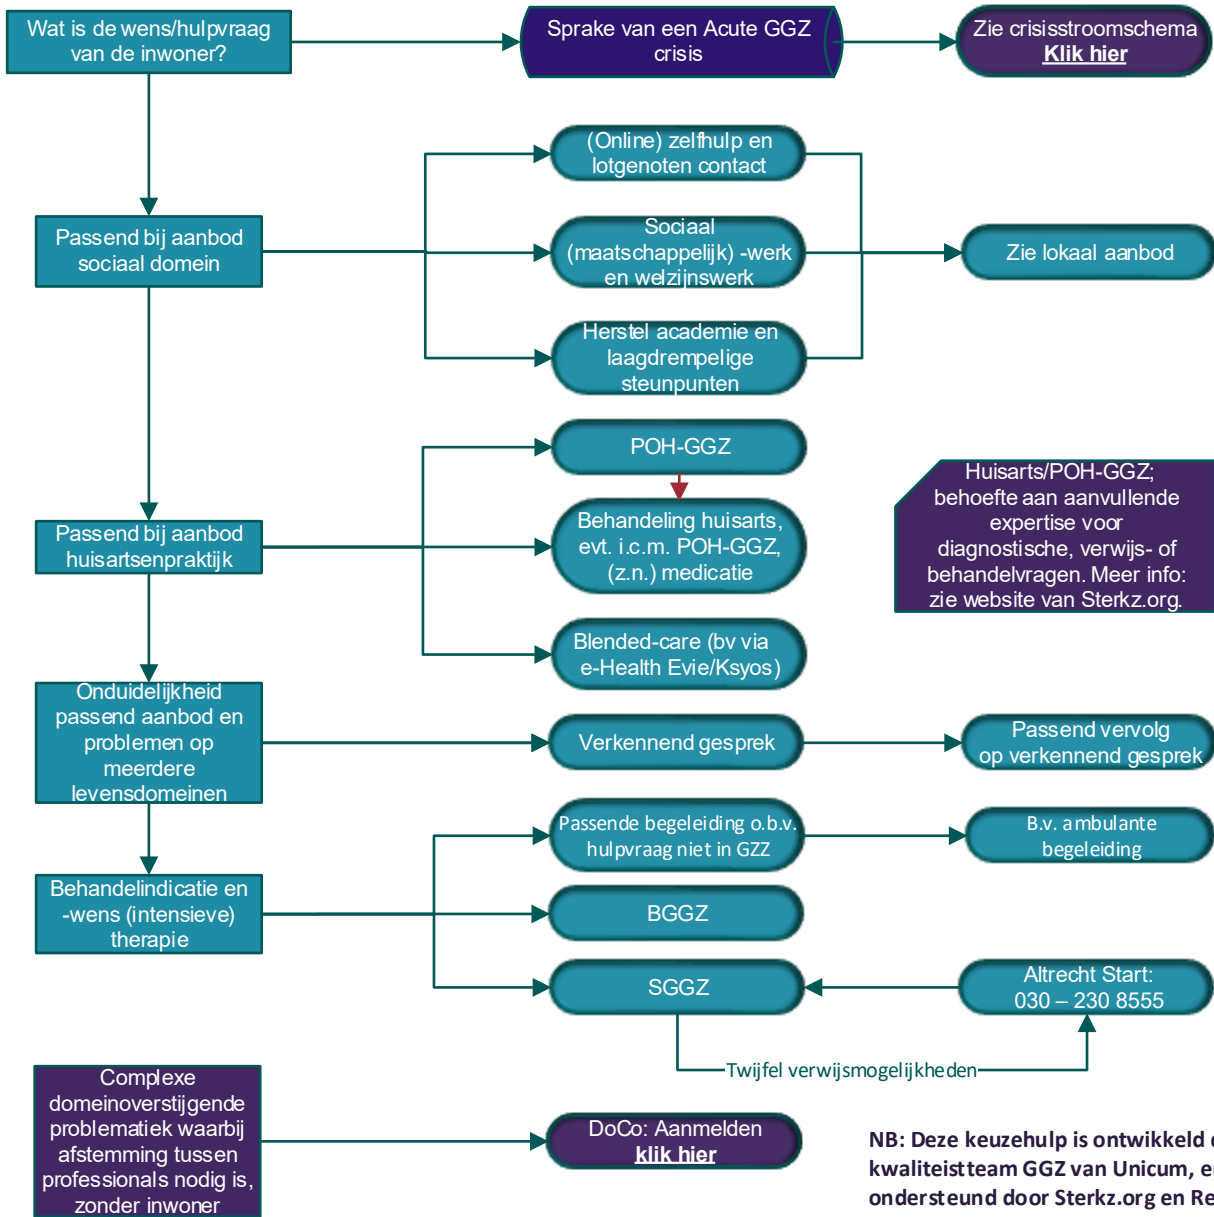 Wat is de wens/hulpvraag
van de inwoner?
Sprake van een Acute GGZ
crisis
Zie crisisstroomschema
Klik hier
(Online) zelfhulp en
lotgenoten contact
Passend bij aanbod
sociaal domein
Sociaal
(maatschappelijk) -werk
en welzijnswerk
Zie lokaal aanbod
Herstel academie en
laagdrempelige
steunpunten
POH-GGZ
Passend bij aanbod
huisartsenpraktijk
Behandeling huisarts,
evt. i.c.m. POH-GGZ,
(z.n.) medicatie
Huisarts/POH-GGZ;
behoefte aan aanvullende
expertise voor
diagnostische, verwijs- of
behandelvragen. Meer info:
zie website van Sterkz.org.
Blended-care (bv via
e-Health Evie/Ksyos)
Onduidelijkheid
passend aanbod en
problemen op
meerdere
levensdomeinen
Verkennend gesprek
Passend vervolg
op verkennend gesprek
Passende begeleiding o.b.v.
hulpvraag niet in GZZ
B.v. ambulante
begeleiding
Behandelindicatie en
-wens (intensieve)
therapie
BGGZ
SGGZ
Altrecht Start:
030 – 230 8555
Twijfel verwijsmogelijkheden
Complexe
domeinoverstijgende
problematiek waarbij
afstemming tussen
professionals nodig is,
zonder inwoner
DoCo: Aanmelden
klik hier
NB: Deze keuzehulp is ontwikkeld
kwaliteistteam GGZ van Unicum,
ondersteund door Sterkz.org en